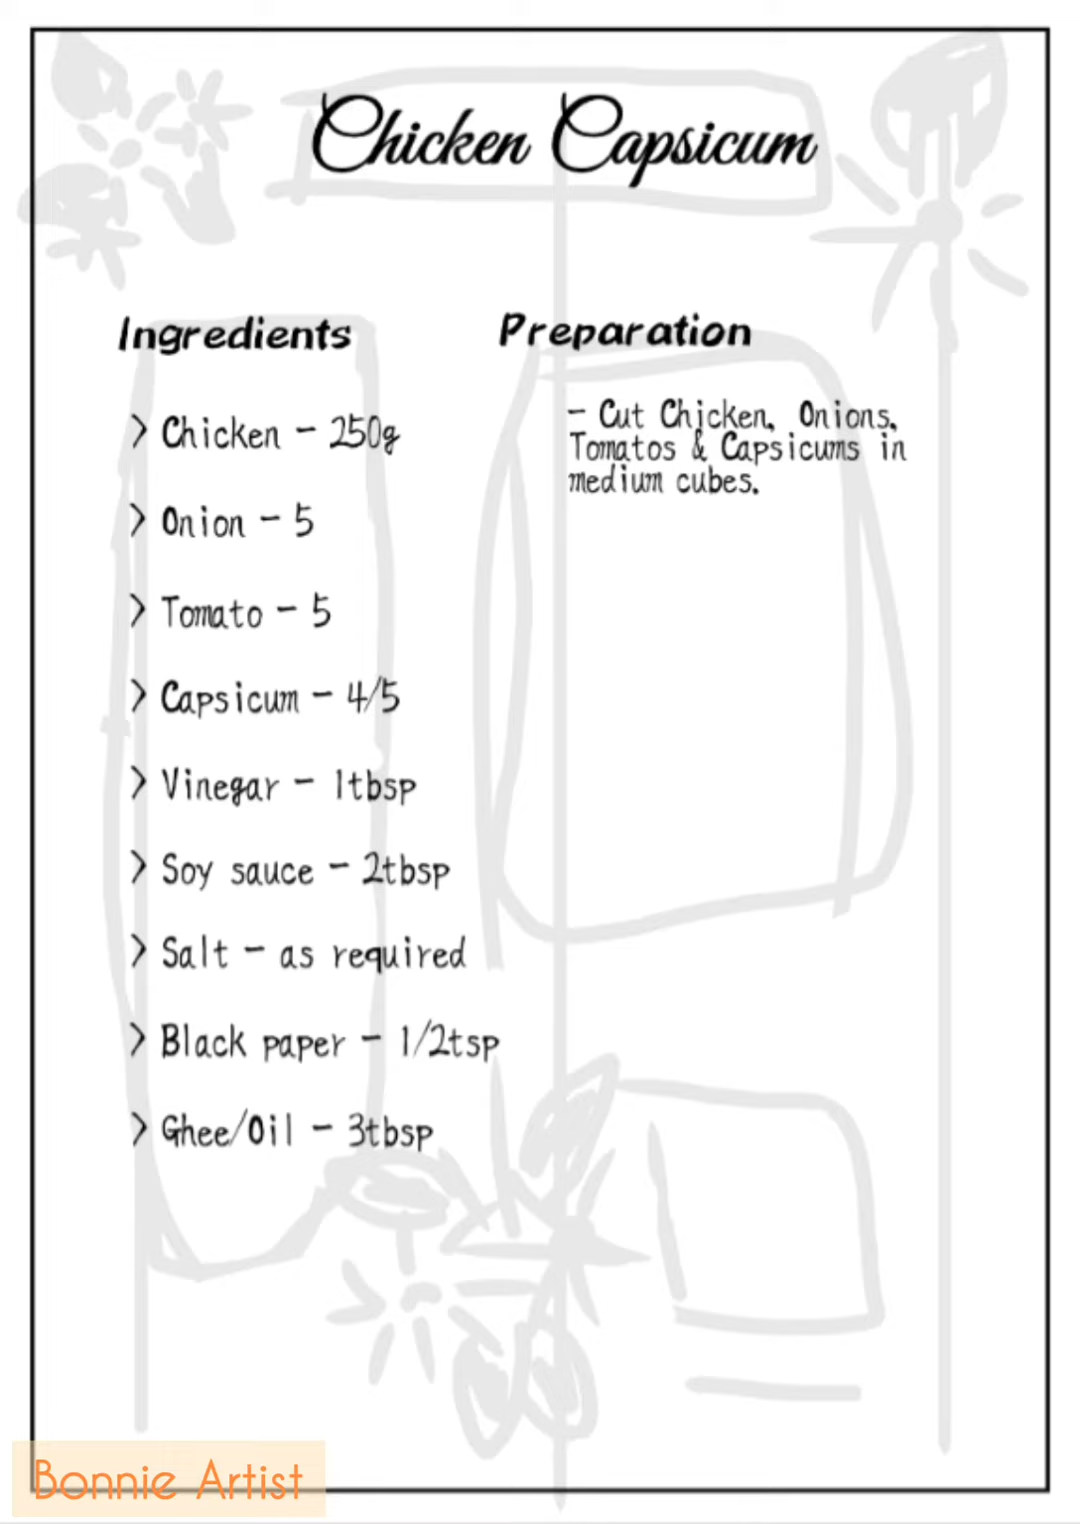 Chicken Capsicum
Ingredients
> Chicken - 250g
> Onion - 5
> Tomato - 5
> Capsicum - 4/5
> Vinegar - 1tbsp
> Soy sauce - 2tbsp
> Salt - as required
> Black paper - 1/2tsp
> Ghee/Oil - 3tbsp
Preparation
- Cut Chicken, Onions,
Tomatos & Capsicums in
medium cubes.
Bonnie Artist